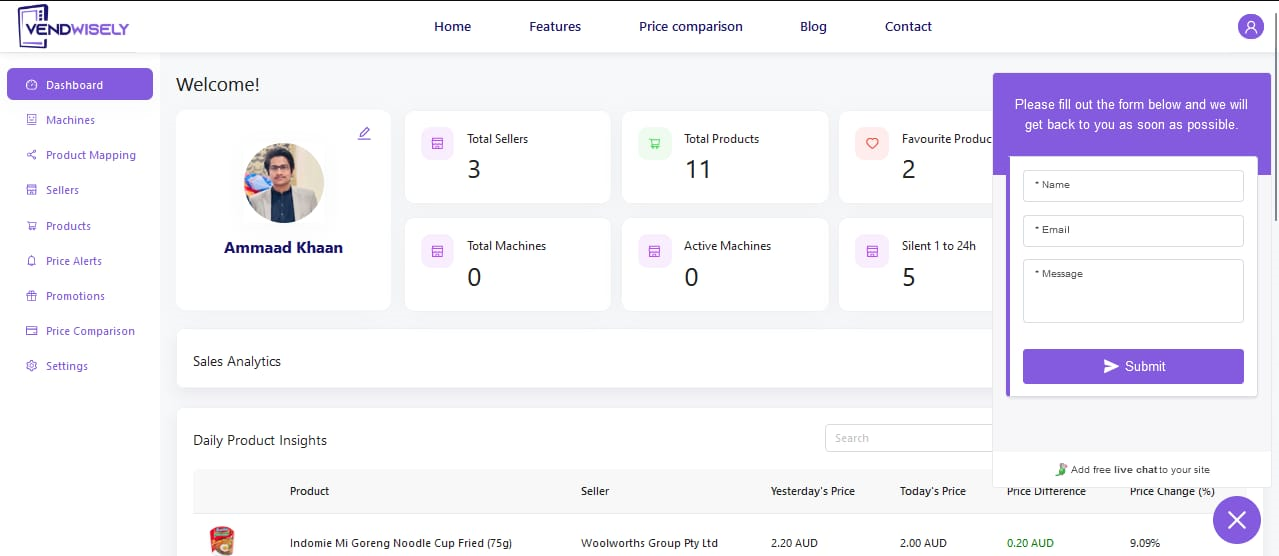 VENDWISELY
Home Features Price comparison Blog Contact
Dashboard
Machines
Product Mapping
Sellers
Products
Price Alerts
Promotions
Price Comparison
Settings
Welcome!
Ammaad Khaan
Total Sellers
3
Total Products
11
Favourite Produc
2
Total Machines
0
Active Machines
0
Silent 1 to 24h
5
Sales Analytics
Daily Product Insights
Search
Product Seller Yesterday's Price Today's Price Price Difference Price Change (%)
Indomie Mi Goreng Noodle Cup Fried (75g) Woolworths Group Pty Ltd 2.20 AUD 2.00 AUD 0.20 AUD 9.09%
Please fill out the form below and we will
get back to you as soon as possible.
* Name
* Email
* Message
Submit
Add free live chat to your site